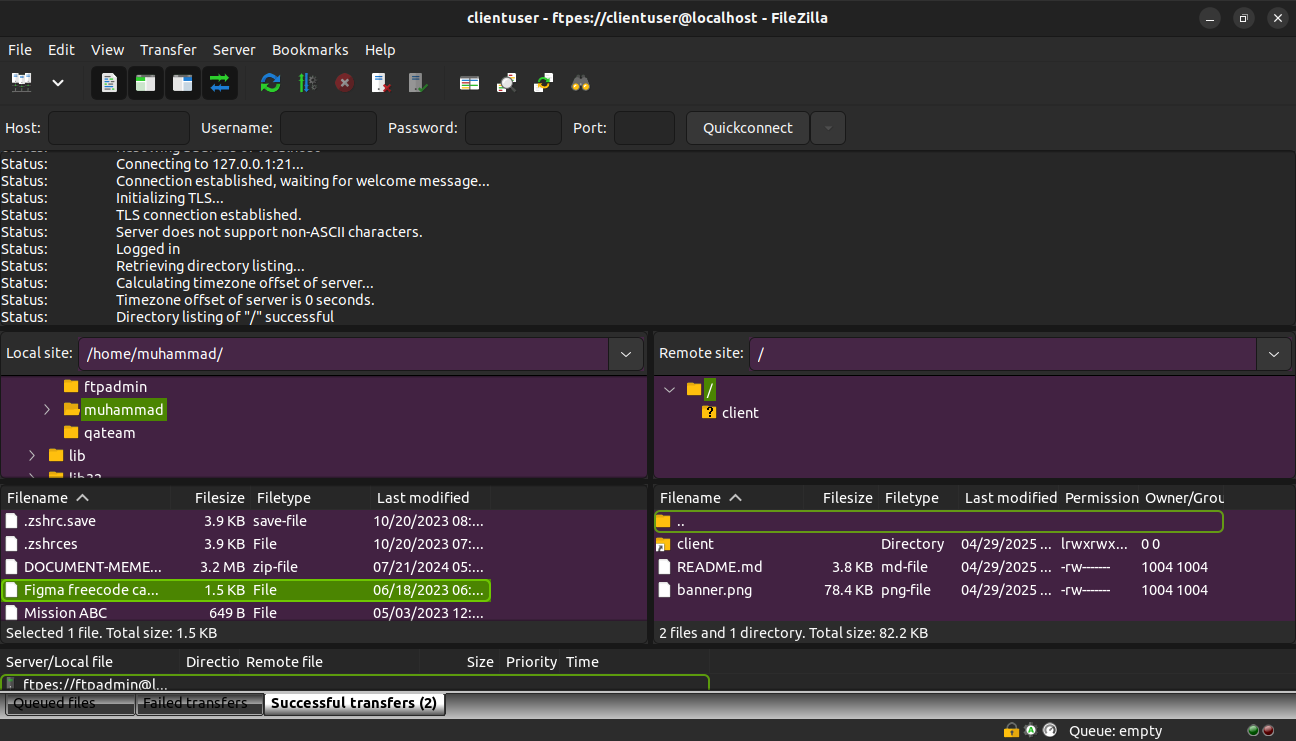 clientuser - ftpes://clientuser@localhost - FileZilla
File Edit View Transfer Server Bookmarks Help
Host: Username: Password: Port: Quickconnect
Status: Resolving address of localhost
Status: Connecting to 127.0.0.1:21...
Status: Connection established, waiting for welcome message...
Status: Initializing TLS...
Status: TLS connection established.
Status: Server does not support non-ASCII characters.
Status: Logged in
Status: Retrieving directory listing...
Status: Calculating timezone offset of server...
Status: Timezone offset of server is 0 seconds.
Status: Directory listing of "/" successful
Local site: /home/muhammad/
ftpadmin
muhammad
qateam
lib
lib32
Filename Filesize Filetype Last modified
.zshrc.save 3.9 KB save-file 10/20/2023 08:...
.zshrces 3.9 KB File 10/20/2023 07:...
DOCUMENT-MEME... 3.2 MB zip-file 07/21/2024 05:...
Figma freecode ca... 1.5 KB File 06/18/2023 06:...
Mission ABC 649 B File 05/03/2023 12:...
Selected 1 file. Total size: 1.5 KB
Remote site: /
/
client
Filename Filesize Filetype Last modified Permission Owner/Grou
..
client Directory 04/29/2025 ... lrwxrwx... 0 0
README.md 3.8 KB md-file 04/29/2025 ... -rw------- 1004 1004
banner.png 78.4 KB png-file 04/29/2025 ... -rw------- 1004 1004
2 files and 1 directory. Total size: 82.2 KB
Server/Local file Directio Remote file Size Priority Time
ftpes://ftpadmin@l...
Queued files Failed transfers Successful transfers (2)
Queue: empty